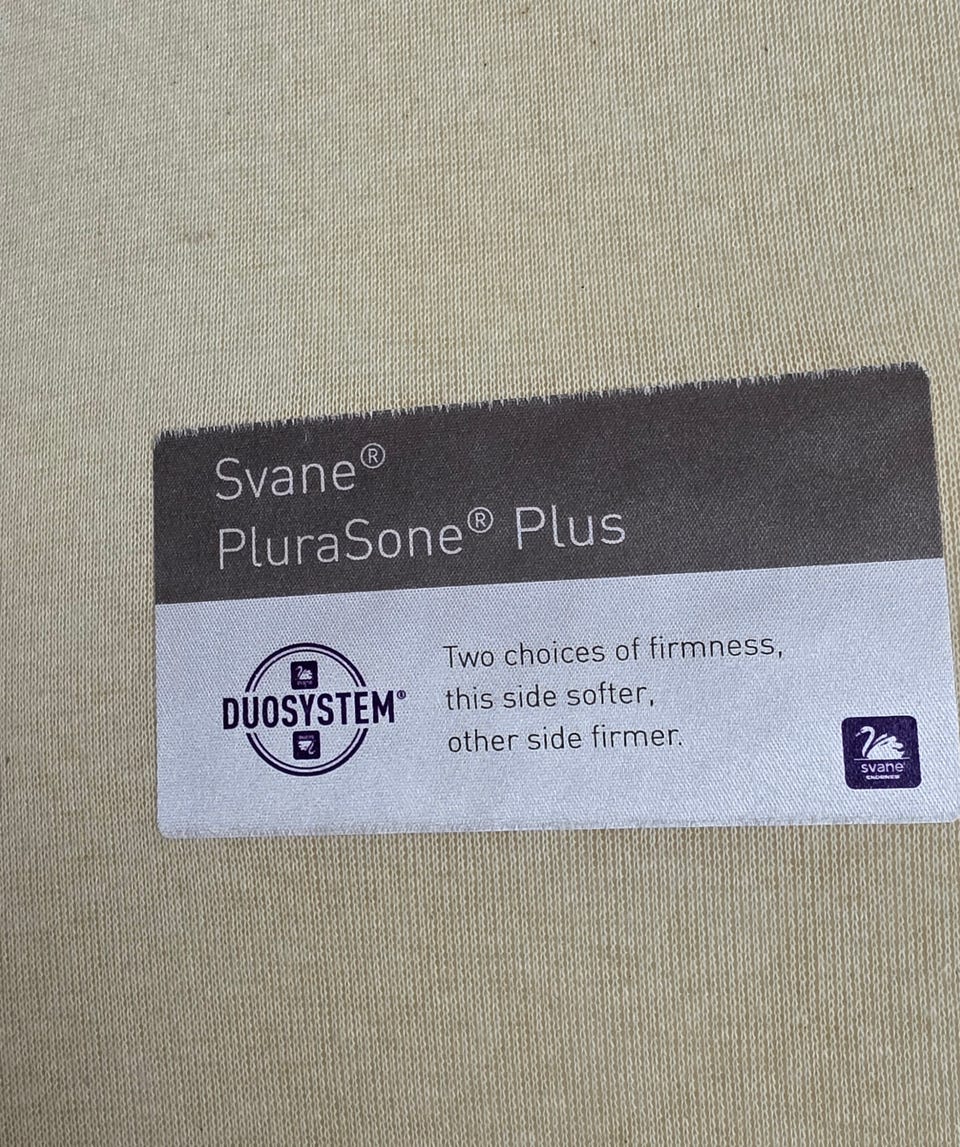 Svane®
PluraSone® Plus
DUOSYSTEM®
Two choices of firmness,
this side softer,
other side firmer.
svane®